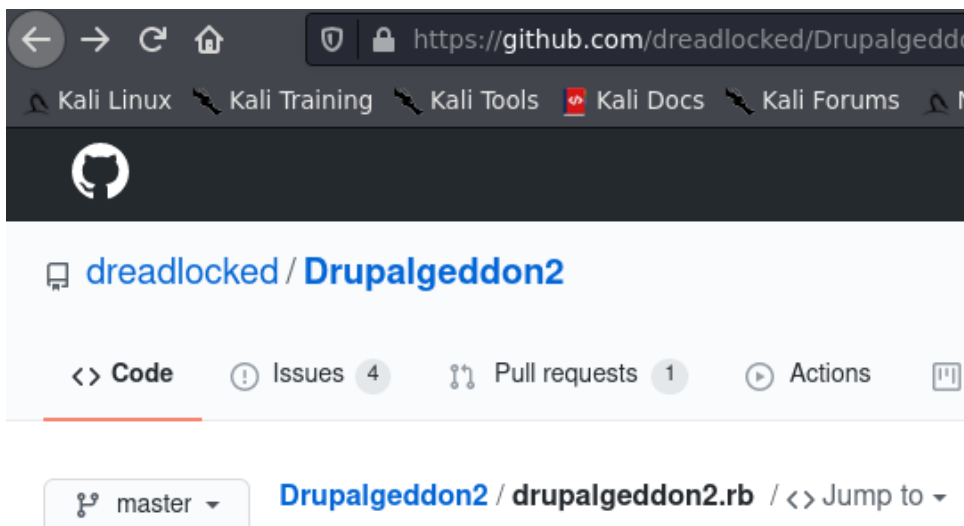 https://github.com/dreadlocked/Drupalgedd
Kali Linux Kali Training Kali Tools Kali Docs Kali Forums
dreadlocked / Drupalgeddon2
<> Code Issues 4 Pull requests 1 Actions
master Drupalgeddon2 / drupalgeddon2.rb / <> Jump to